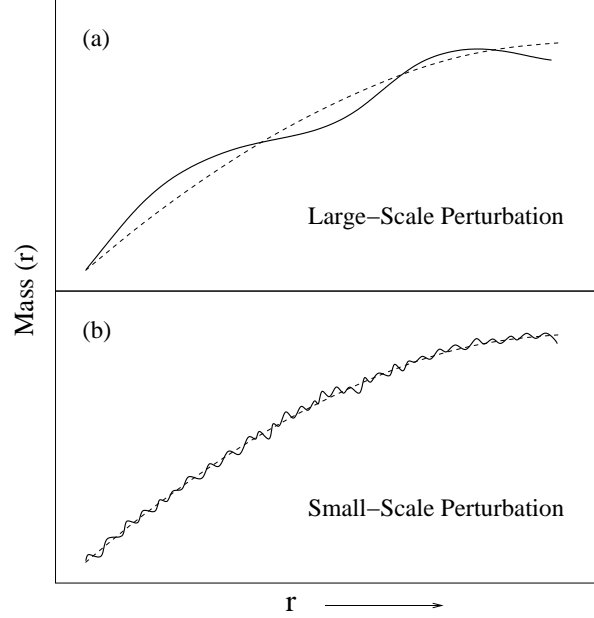 (a)
Large−Scale Perturbation
Mass (r)
(b)
Small−Scale Perturbation
r